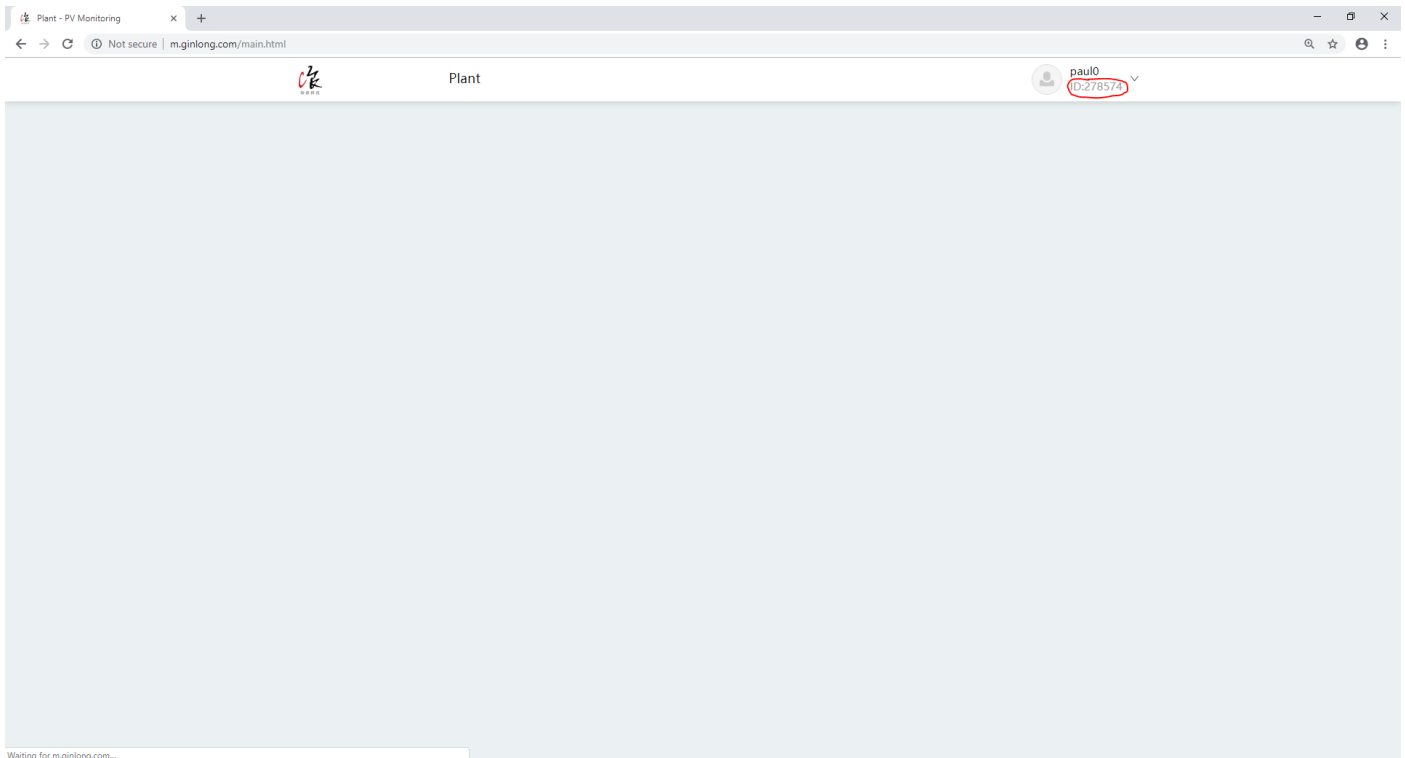 Plant - PV Monitoring
Not secure | m.ginlong.com/main.html
Plant
paul0
ID:278574
Waiting for m.ginlong.com...